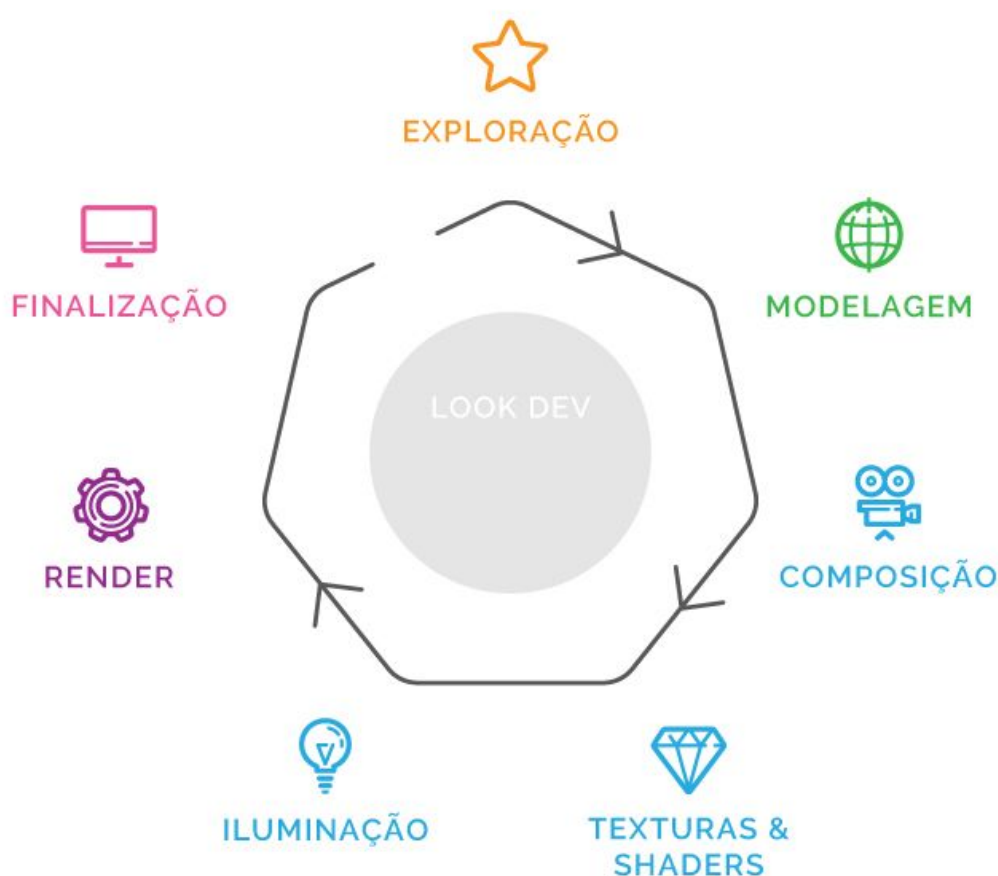 EXPLORAÇÃO
FINALIZAÇÃO
MODELAGEM
LOOK DEV
RENDER
COMPOSIÇÃO
ILUMINAÇÃO
TEXTURAS &
SHADERS